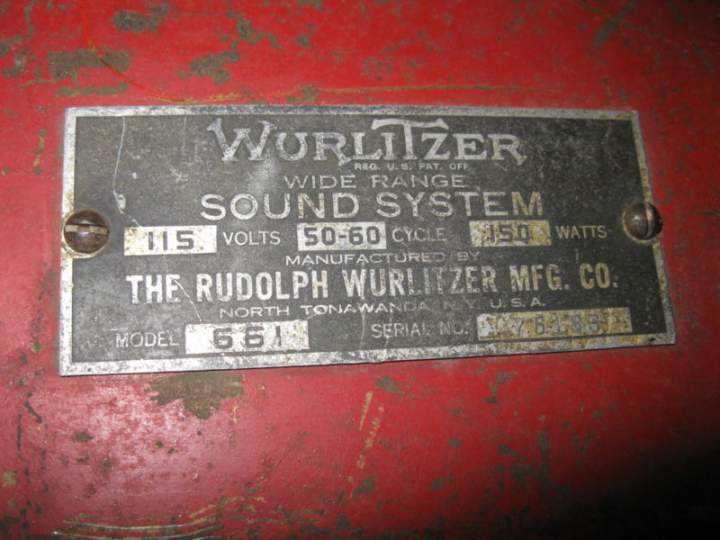 WURLITZER
REG. U.S. PAT. OFF.
WIDE RANGE
SOUND SYSTEM
115 VOLTS 50-60 CYCLE 150 WATTS
MANUFACTURED BY
THE RUDOLPH WURLITZER MFG. CO.
NORTH TONAWANDA, N.Y. U.S.A.
MODEL 661 SERIAL NO.